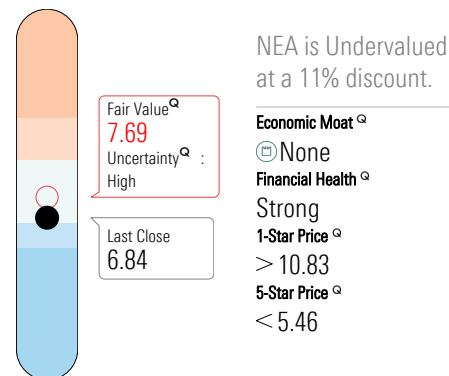 Fair Value Q
7.69
Uncertainty Q :
High
Last Close
6.84
NEA is Undervalued
at a 11% discount.
Economic Moat Q
None
Financial Health Q
Strong
1-Star Price Q
> 10.83
5-Star Price Q
< 5.46